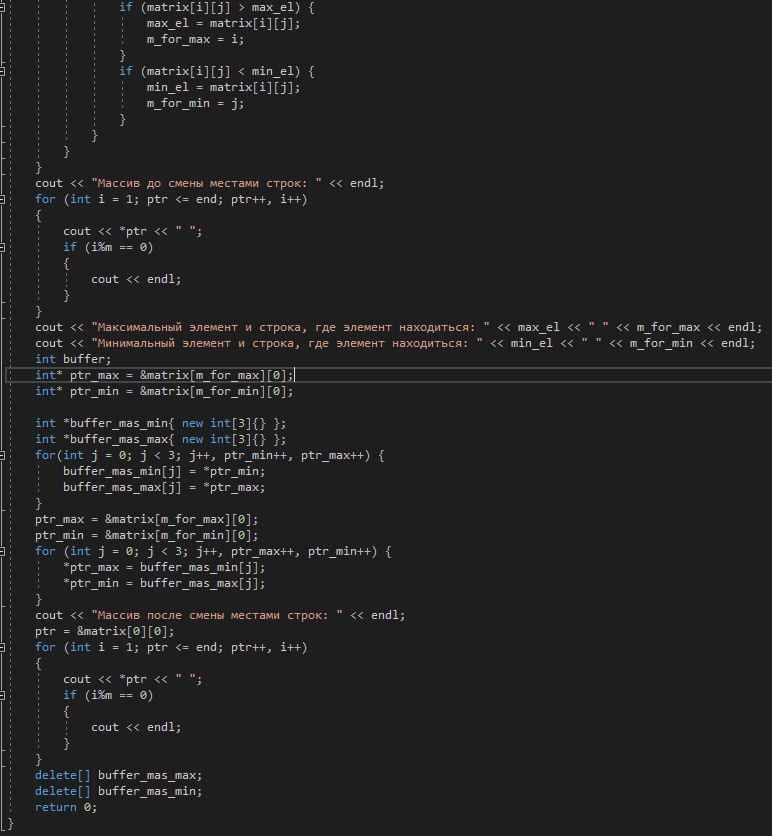 if (matrix[i][j] > max_el) {
max_el = matrix[i][j];
m_for_max = i;
}
if (matrix[i][j] < min_el) {
min_el = matrix[i][j];
m_for_min = j;
}
}
}
}
cout << "Массив до смены местами строк: " << endl;
for (int i = 1; ptr <= end; ptr++, i++)
{
cout << *ptr << " ";
if (i%m == 0)
{
cout << endl;
}
}
cout << "Максимальный элемент и строка, где элемент находиться: " << max_el << " " << m_for_max << endl;
cout << "Минимальный элемент и строка, где элемент находиться: " << min_el << " " << m_for_min << endl;
int buffer;
int* ptr_max = &matrix[m_for_max][0];
int* ptr_min = &matrix[m_for_min][0];
int *buffer_mas_min{ new int[3]{} };
int *buffer_mas_max{ new int[3]{} };
for(int j = 0; j < 3; j++, ptr_min++, ptr_max++) {
buffer_mas_min[j] = *ptr_min;
buffer_mas_max[j] = *ptr_max;
}
ptr_max = &matrix[m_for_max][0];
ptr_min = &matrix[m_for_min][0];
for (int j = 0; j < 3; j++, ptr_max++, ptr_min++) {
*ptr_max = buffer_mas_min[j];
*ptr_min = buffer_mas_max[j];
}
cout << "Массив после смены местами строк: " << endl;
ptr = &matrix[0][0];
for (int i = 1; ptr <= end; ptr++, i++)
{
cout << *ptr << " ";
if (i%m == 0)
{
cout << endl;
}
}
delete[] buffer_mas_max;
delete[] buffer_mas_min;
return 0;
}